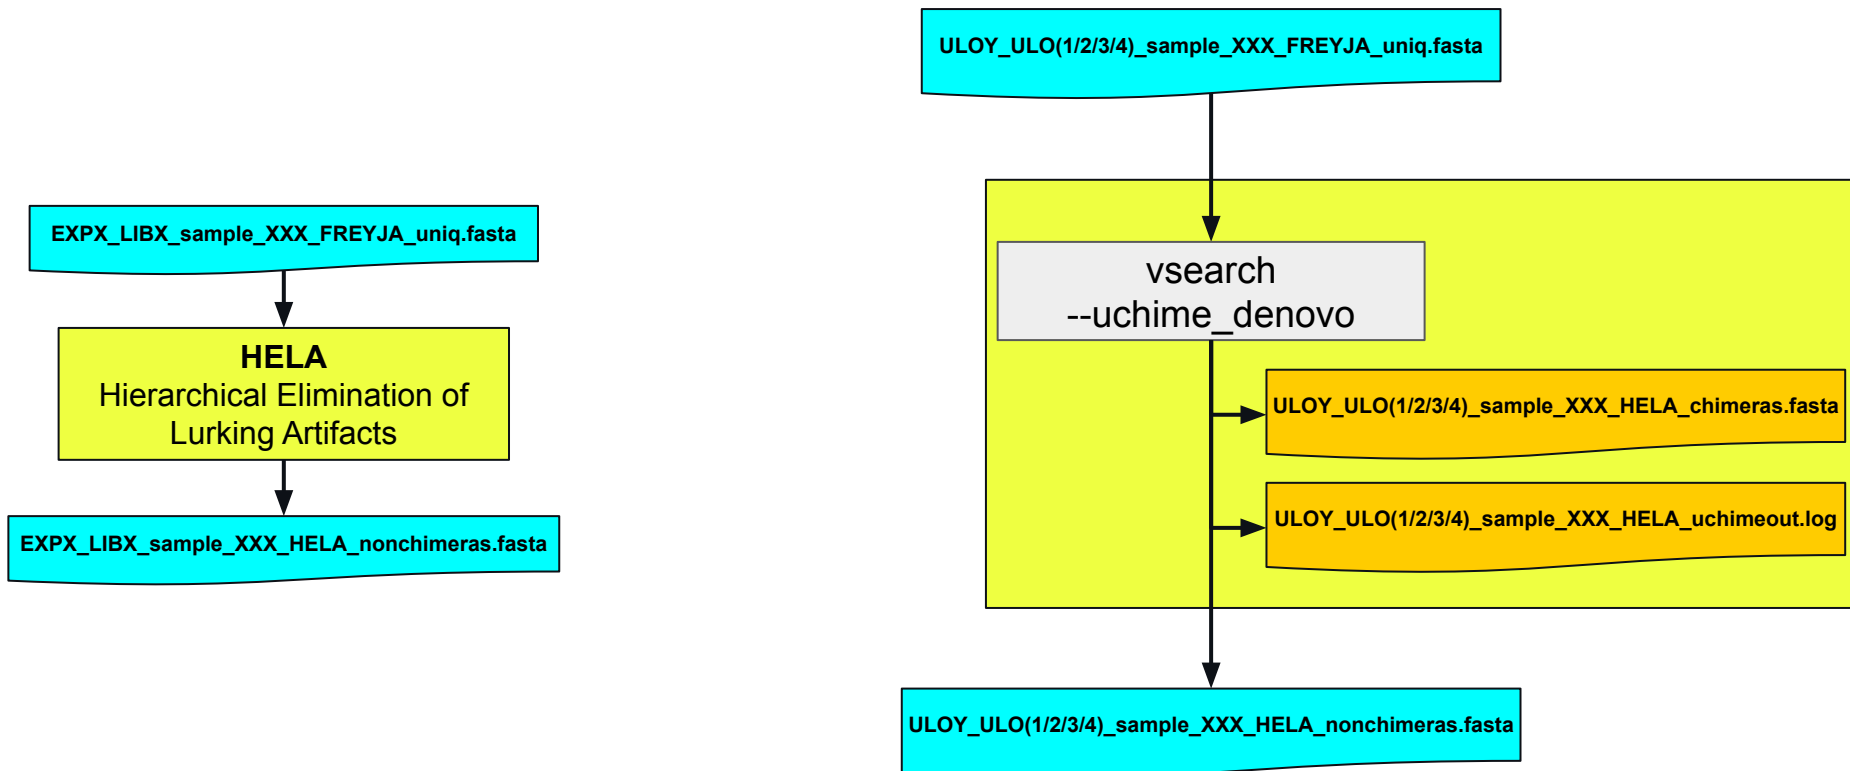 EXPX_LIBX_sample_XXX_FREYJA_uniq.fasta
HELA
Hierarchical Elimination of
Lurking Artifacts
EXPX_LIBX_sample_XXX_HELA_nonchimeras.fasta
ULOY_ULO(1/2/3/4)_sample_XXX_FREYJA_uniq.fasta
vsearch
--uchime_denovo
ULOY_ULO(1/2/3/4)_sample_XXX_HELA_chimeras.fasta
ULOY_ULO(1/2/3/4)_sample_XXX_HELA_uchimeout.log
ULOY_ULO(1/2/3/4)_sample_XXX_HELA_nonchimeras.fasta